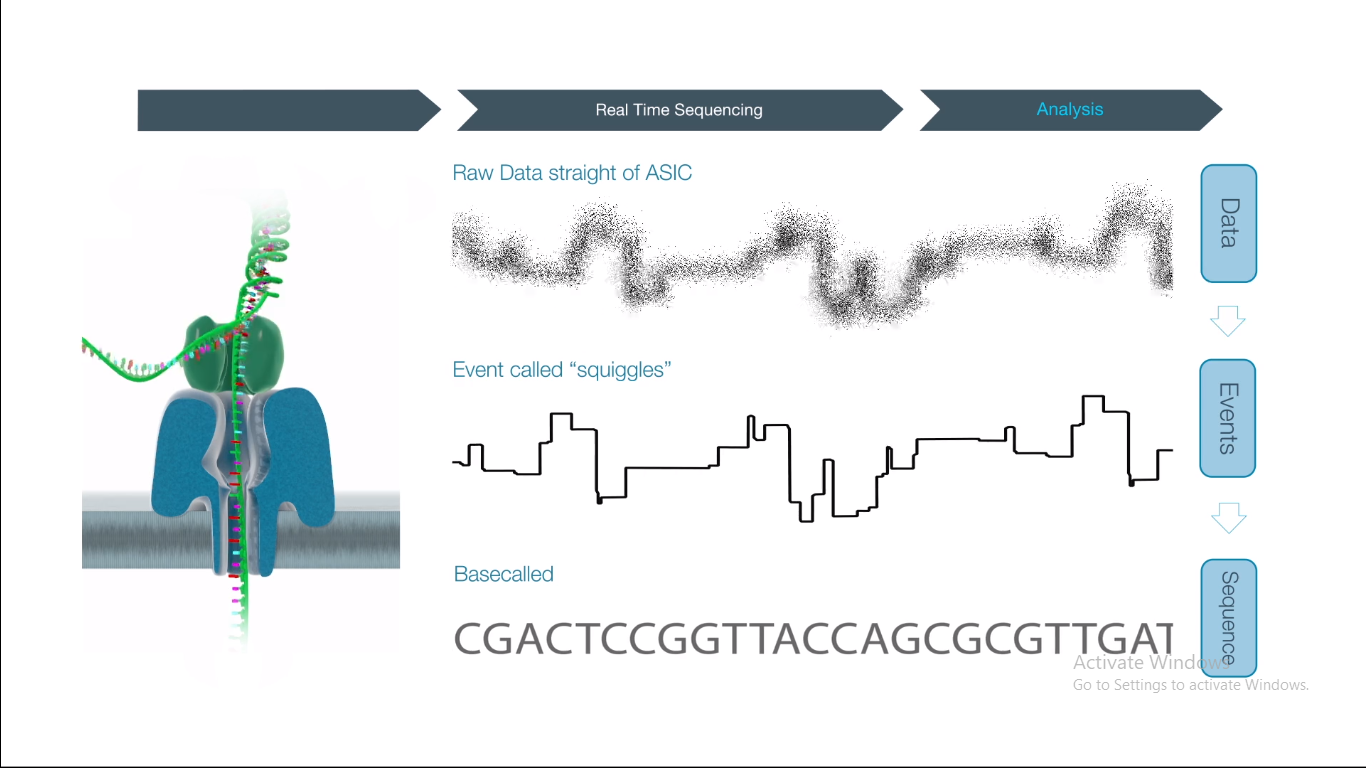 Real Time Sequencing
Analysis
Raw Data straight of ASIC
Data
Event called “squiggles”
Events
Basecalled
CGACTCCGGTTACCAGCGCGTTGAT
Sequence
Activate Windows
Go to Settings to activate Windows.